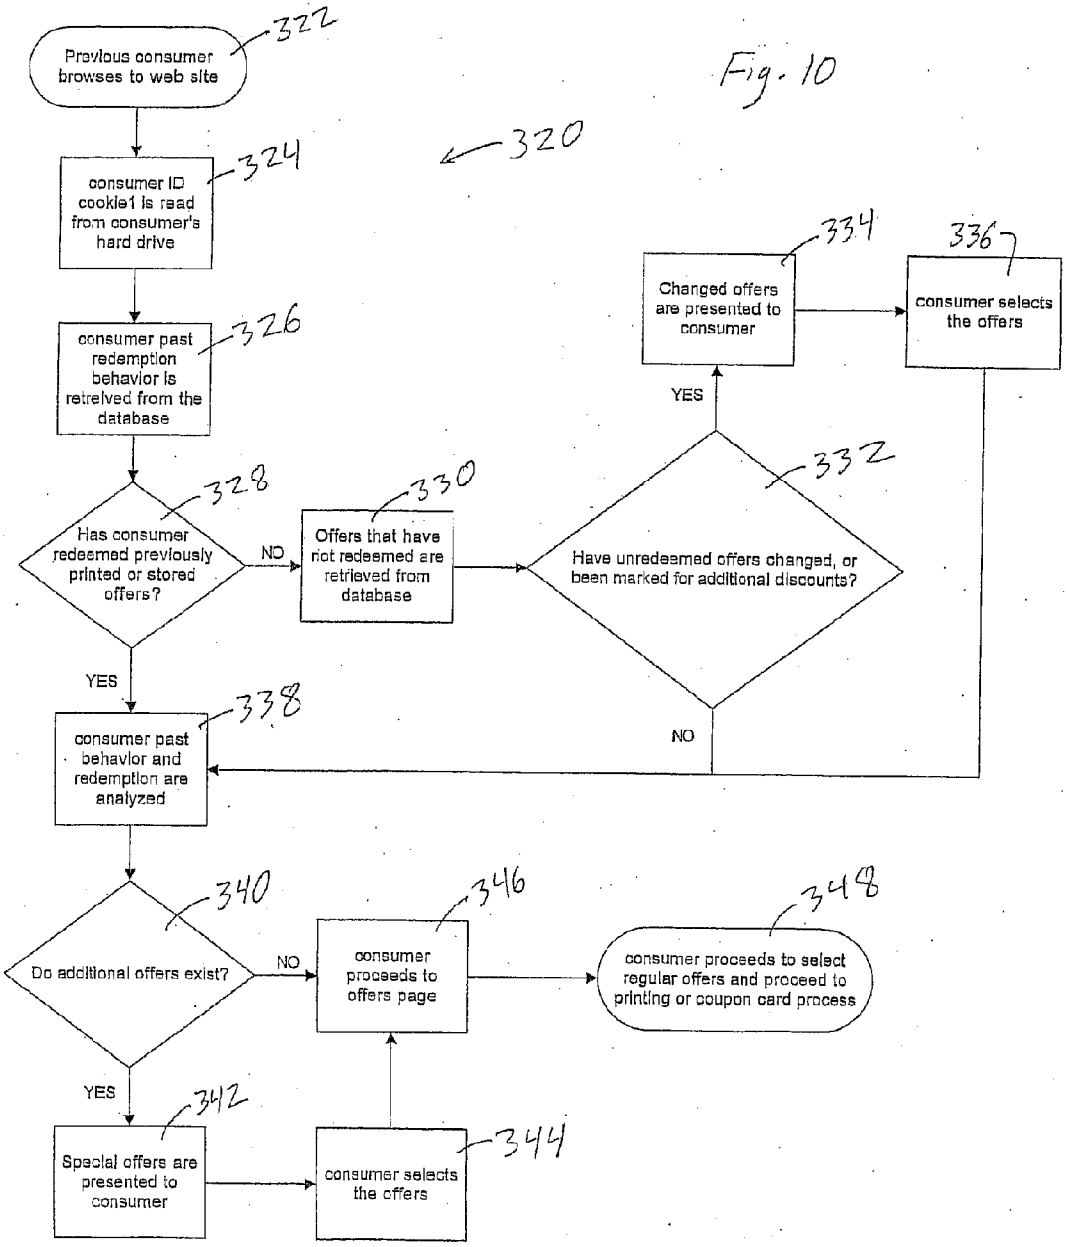 322
Previous consumer
browses to web site
Fig. 10
320
324
consumer ID
cookie1 is read
from consumer's
hard drive
334
Changed offers
are presented to
consumer
336
consumer selects
the offers
326
consumer past
redemption
behavior is
retreived from the
database
YES
328
Has consumer
redeemed previously
printed or stored
offers?
NO
330
Offers that have
not redeemed are
retrieved from
database
332
Have unredeemed offers changed, or
been marked for additional discounts?
YES
338
consumer past
behavior and
redemption are
analyzed
NO
340
Do additional offers exist?
NO
346
consumer
proceeds to
offers page
348
consumer proceeds to select
regular offers and proceed to
printing or coupon card process
YES
342
Special offers are
presented to
consumer
344
consumer selects
the offers